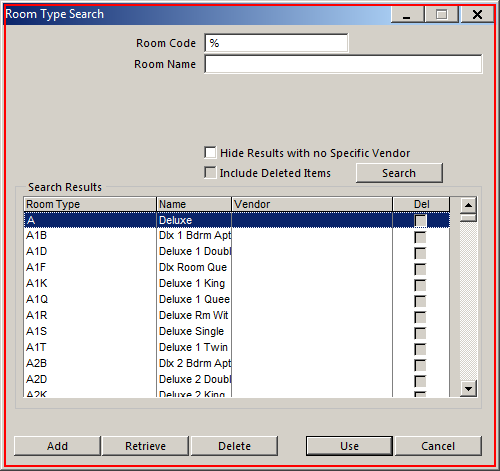 Room Type Search
Room Code %
Room Name
Hide Results with no Specific Vendor
Include Deleted Items Search
Search Results
Room Type Name Vendor Del
A Deluxe
A1B Dlx 1 Bdrm Apt
A1D Deluxe 1 Doubl
A1F Dlx Room Que
A1K Deluxe 1 King
A1Q Deluxe 1 Quee
A1R Deluxe Rm Wit
A1S Deluxe Single
A1T Deluxe 1 Twin
A2B Dlx 2 Bdrm Apt
A2D Deluxe 2 Doubl
A2K Deluxe 2 King
Add Retrieve Delete Use Cancel